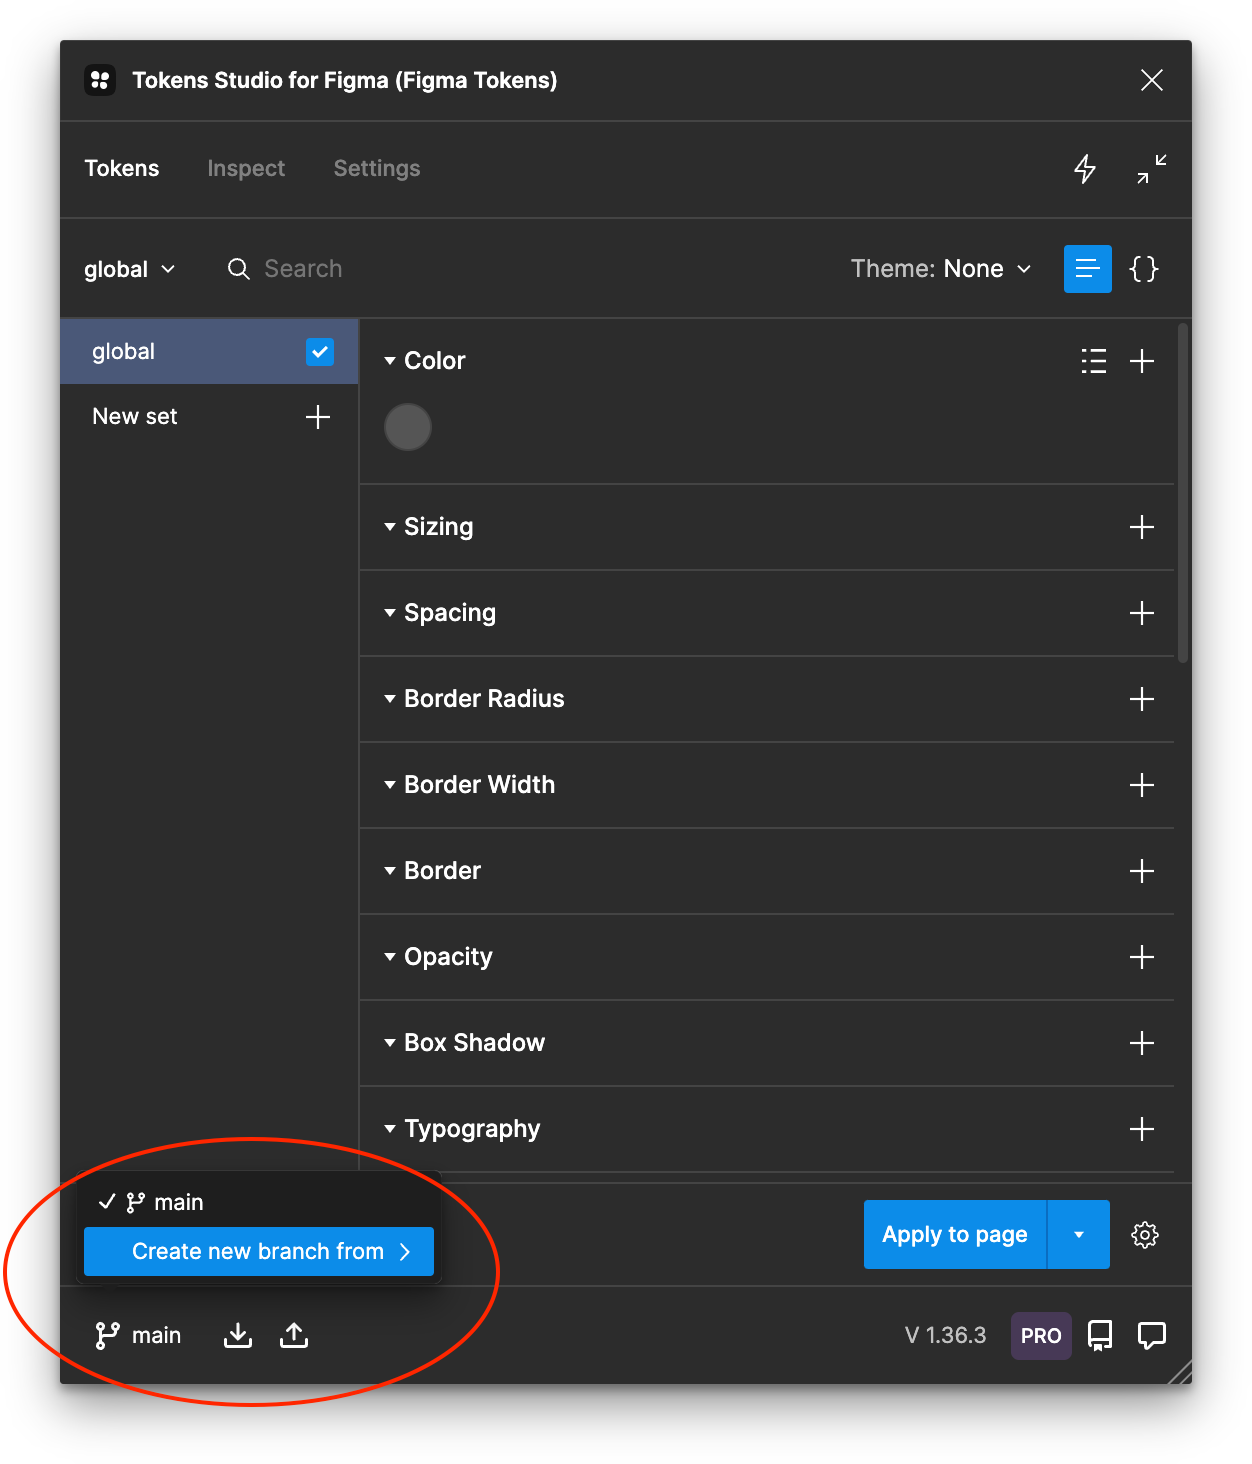 Tokens Studio for Figma (Figma Tokens)
Tokens Inspect Settings
global Search Theme: None {}
global
New set
Color
Sizing
Spacing
Border Radius
Border Width
Border
Opacity
Box Shadow
Typography
main
Create new branch from
Apply to page
main V 1.36.3 PRO